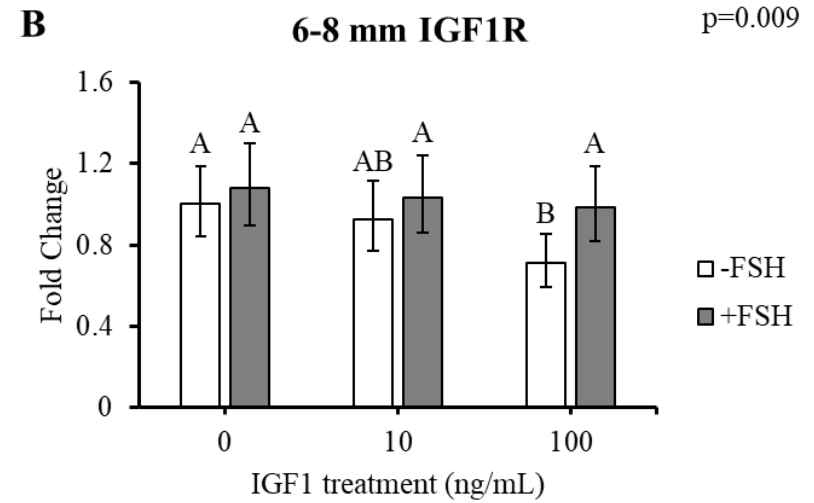 B
6-8 mm IGF1R
p=0.009
Fold Change
1.6
1.2
0.8
0.4
0
A
A
AB
A
B
A
0
10
100
IGF1 treatment (ng/mL)
-FSH
+FSH